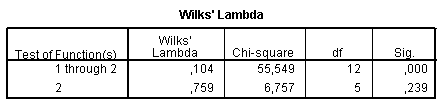 Wilks' Lambda
Test of Function(s) Wilks' Lambda Chi-square df Sig.
1 through 2 ,104 55,549 12 ,000
2 ,759 6,757 5 ,239